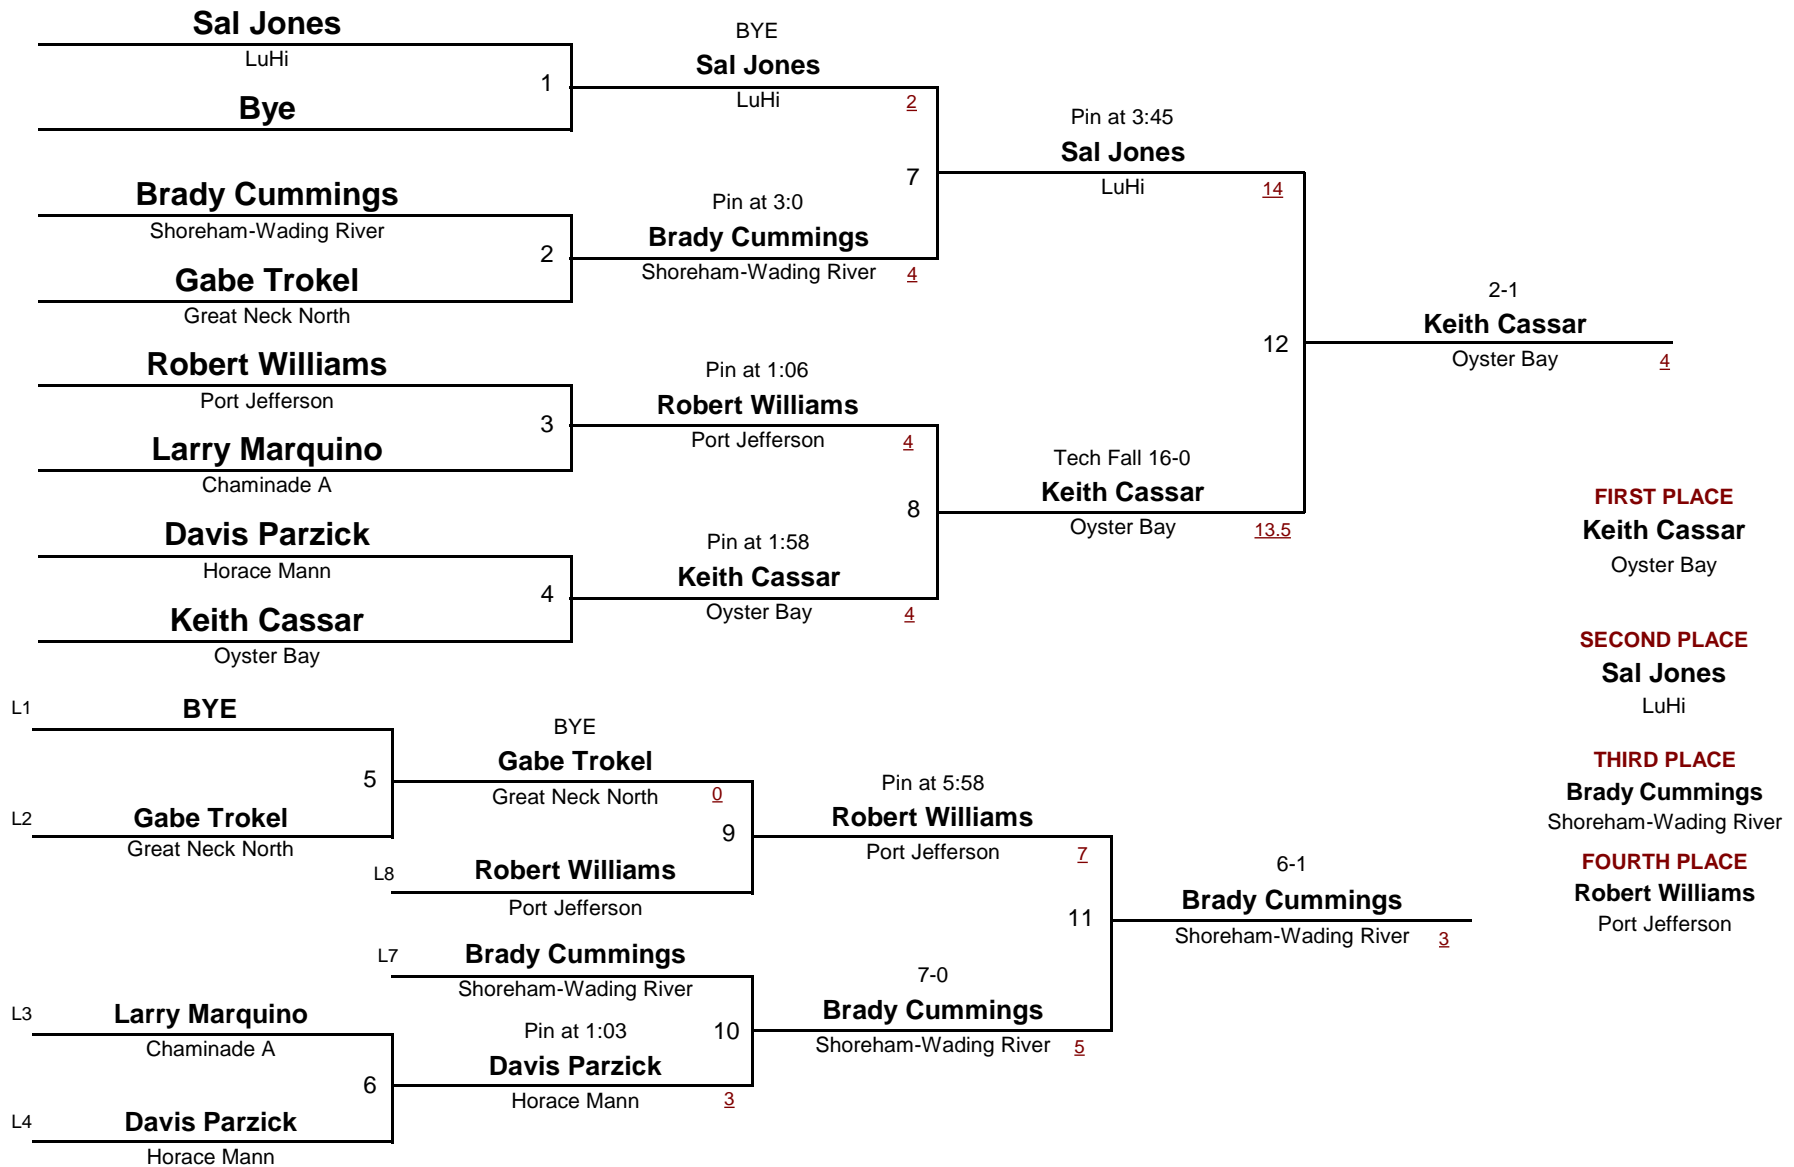 Sal Jones
LuHi
1
Bye
BYE
Sal Jones
LuHi
2
Brady Cummings
Shoreham-Wading River
2
Gabe Trokel
Great Neck North
Pin at 3:0
Brady Cummings
Shoreham-Wading River
4
7
Pin at 3:45
Sal Jones
LuHi
14
Robert Williams
Port Jefferson
3
Larry Marquino
Chaminade A
Pin at 1:06
Robert Williams
Port Jefferson
4
Davis Parzick
Horace Mann
4
Keith Cassar
Oyster Bay
Pin at 1:58
Keith Cassar
Oyster Bay
4
8
Tech Fall 16-0
Keith Cassar
Oyster Bay
13.5
12
2-1
Keith Cassar
Oyster Bay
4
FIRST PLACE
Keith Cassar
Oyster Bay
SECOND PLACE
Sal Jones
LuHi
THIRD PLACE
Brady Cummings
Shoreham-Wading River
FOURTH PLACE
Robert Williams
Port Jefferson
L1
BYE
5
L2
Gabe Trokel
Great Neck North
BYE
Gabe Trokel
Great Neck North
0
9
L8
Robert Williams
Port Jefferson
Pin at 5:58
Robert Williams
Port Jefferson
7
L7
Brady Cummings
Shoreham-Wading River
10
L3
Larry Marquino
Chaminade A
6
L4
Davis Parzick
Horace Mann
Pin at 1:03
Davis Parzick
Horace Mann
3
7-0
Brady Cummings
Shoreham-Wading River
5
11
6-1
Brady Cummings
Shoreham-Wading River
3